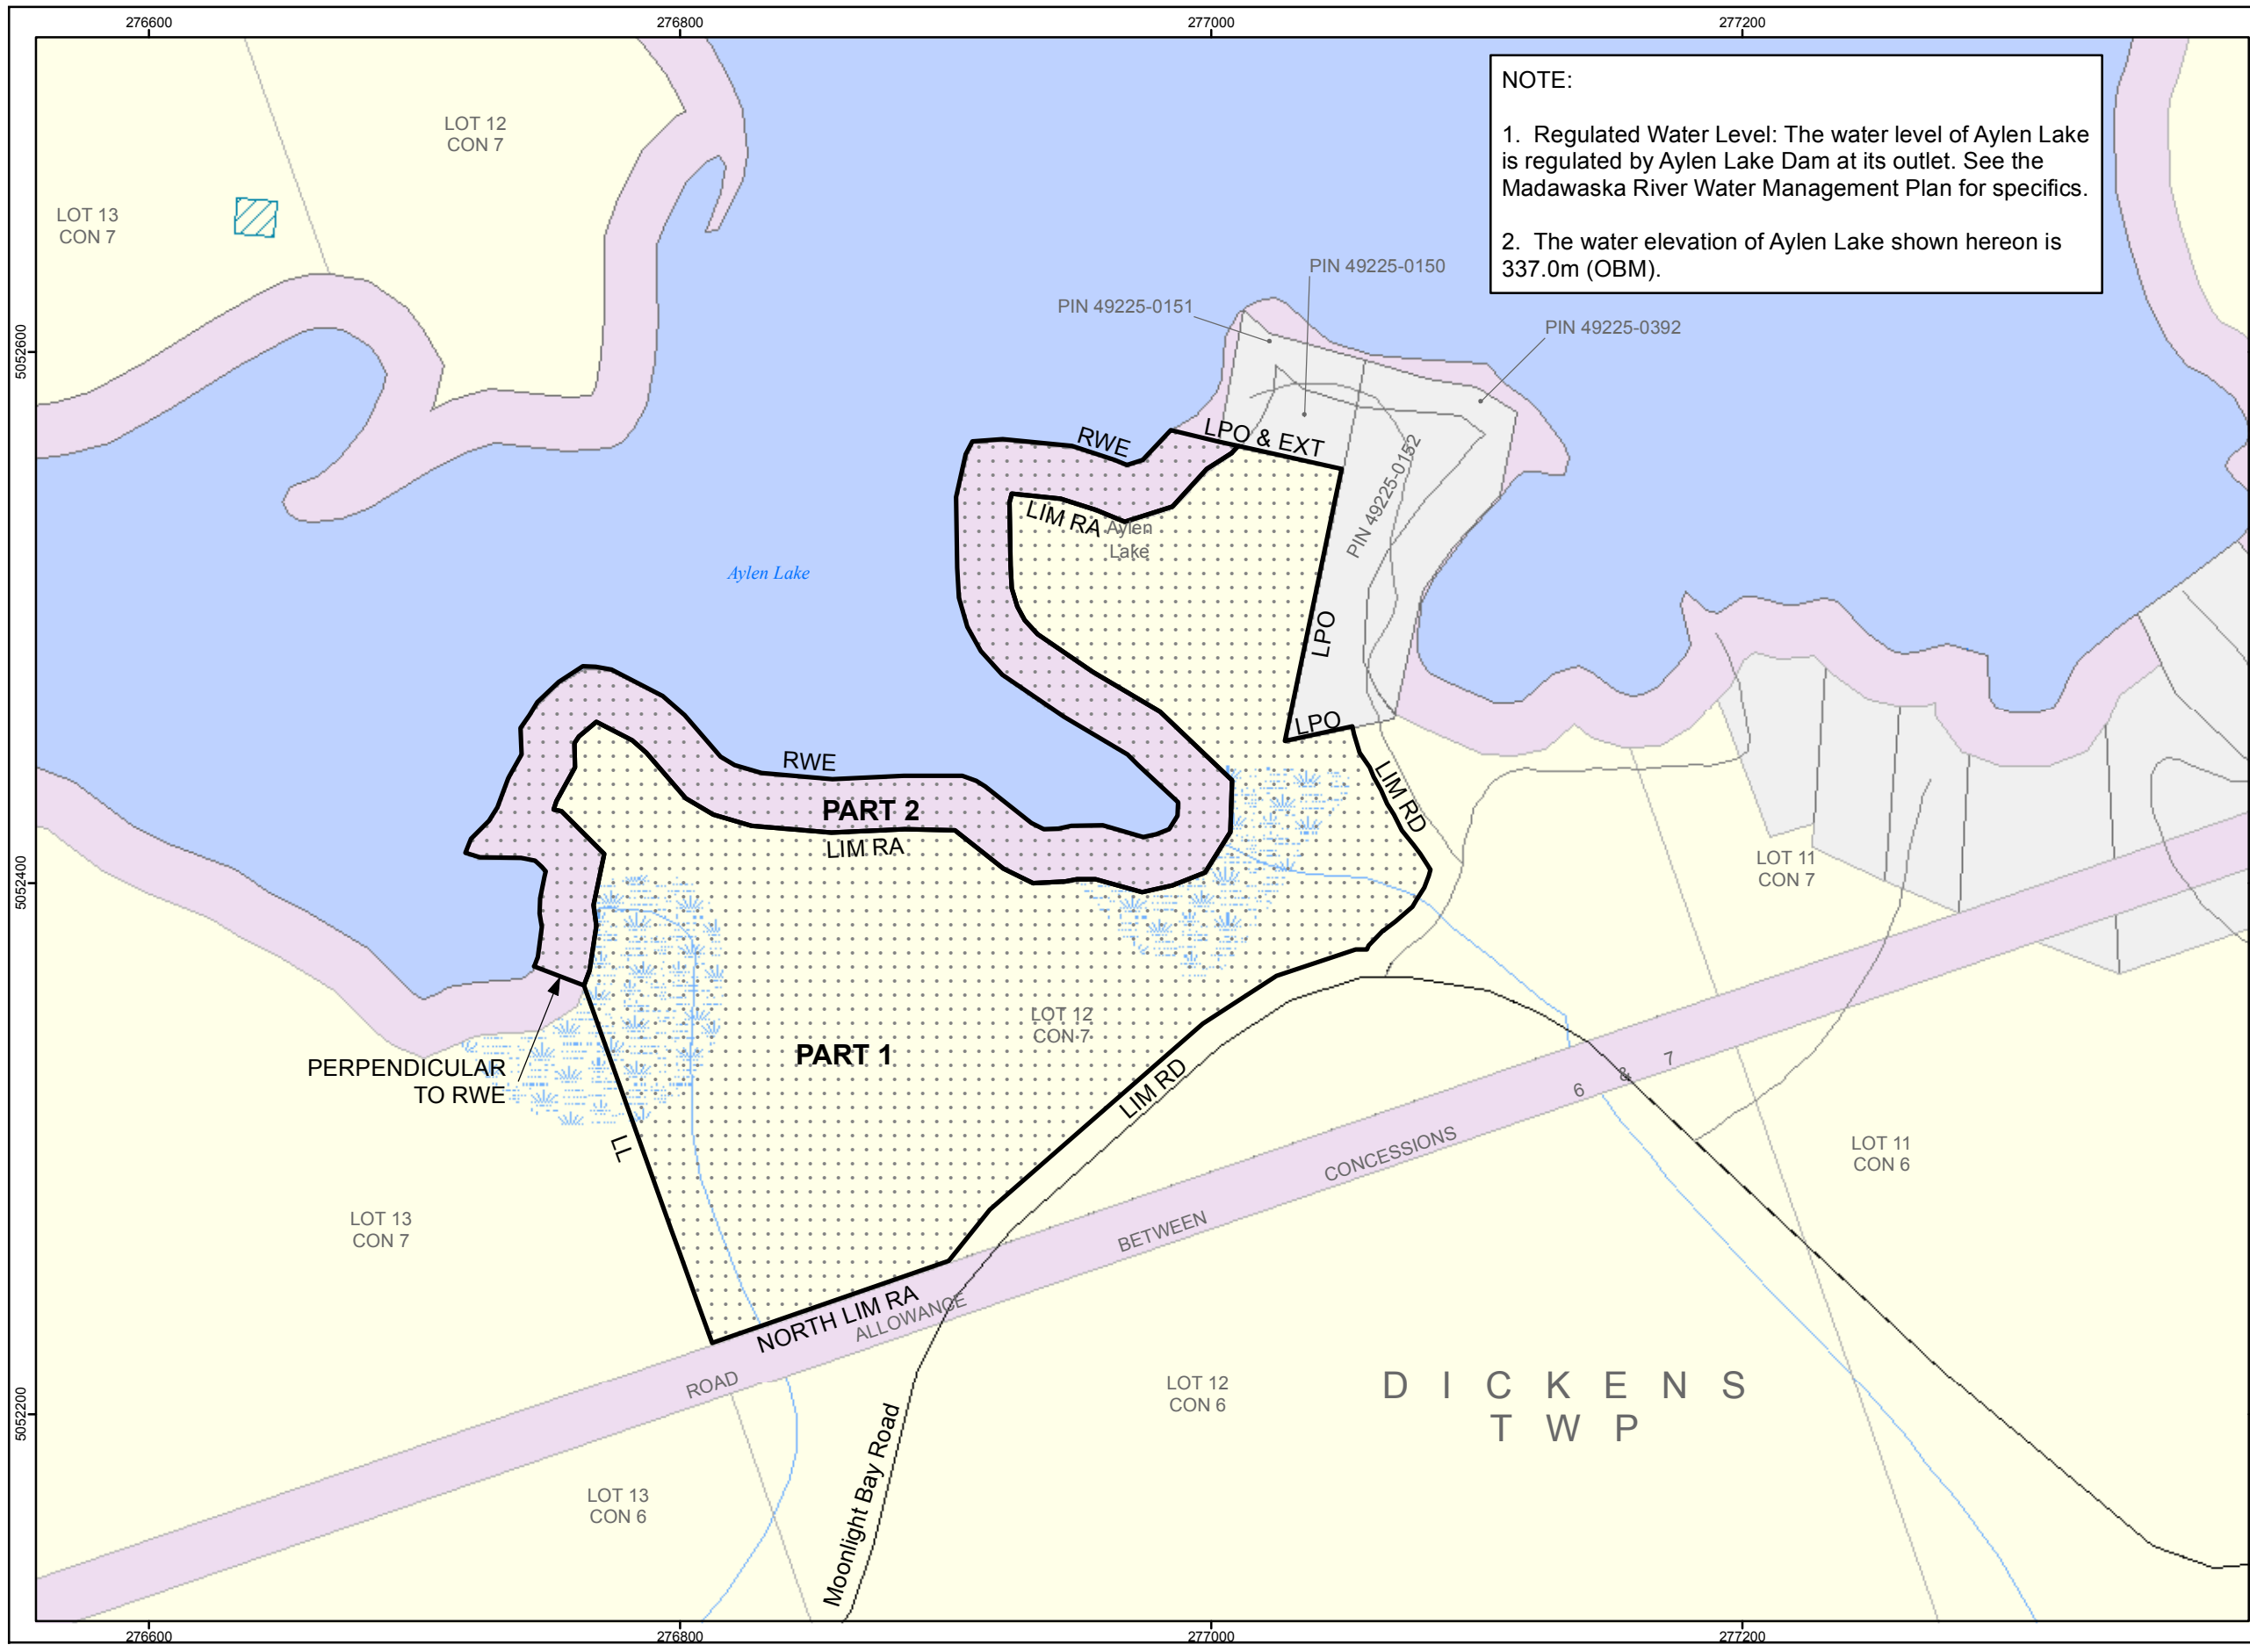 276600
276800
277000
277200
NOTE:
1. Regulated Water Level: The water level of Aylen Lake
is regulated by Aylen Lake Dam at its outlet. See the
Madawaska River Water Management Plan for specifics.
2. The water elevation of Aylen Lake shown hereon is
337.0m (OBM).
LOT 12
CON 7
LOT 13
CON 7
PIN 49225-0150
PIN 49225-0151
PIN 49225-0392
5052600
RWE
LPO & EXT
PIN 49225-0152
LIM RA
Aylen
Lake
Aylen Lake
LPO
LPO
RWE
LIM RD
PART 2
LIM RA
LOT 11
CON 7
5052400
LOT 12
CON 7
PART 1
PERPENDICULAR
TO RWE
LIM RD
LL
6 & 7
CONCESSIONS
LOT 11
CON 6
LOT 13
CON 7
BETWEEN
NORTH LIM RA
ALLOWANCE
ROAD
LOT 12
CON 6
DICKENS
TWP
5052200
Moonlight Bay Road
LOT 13
CON 6
276600
276800
277000
277200